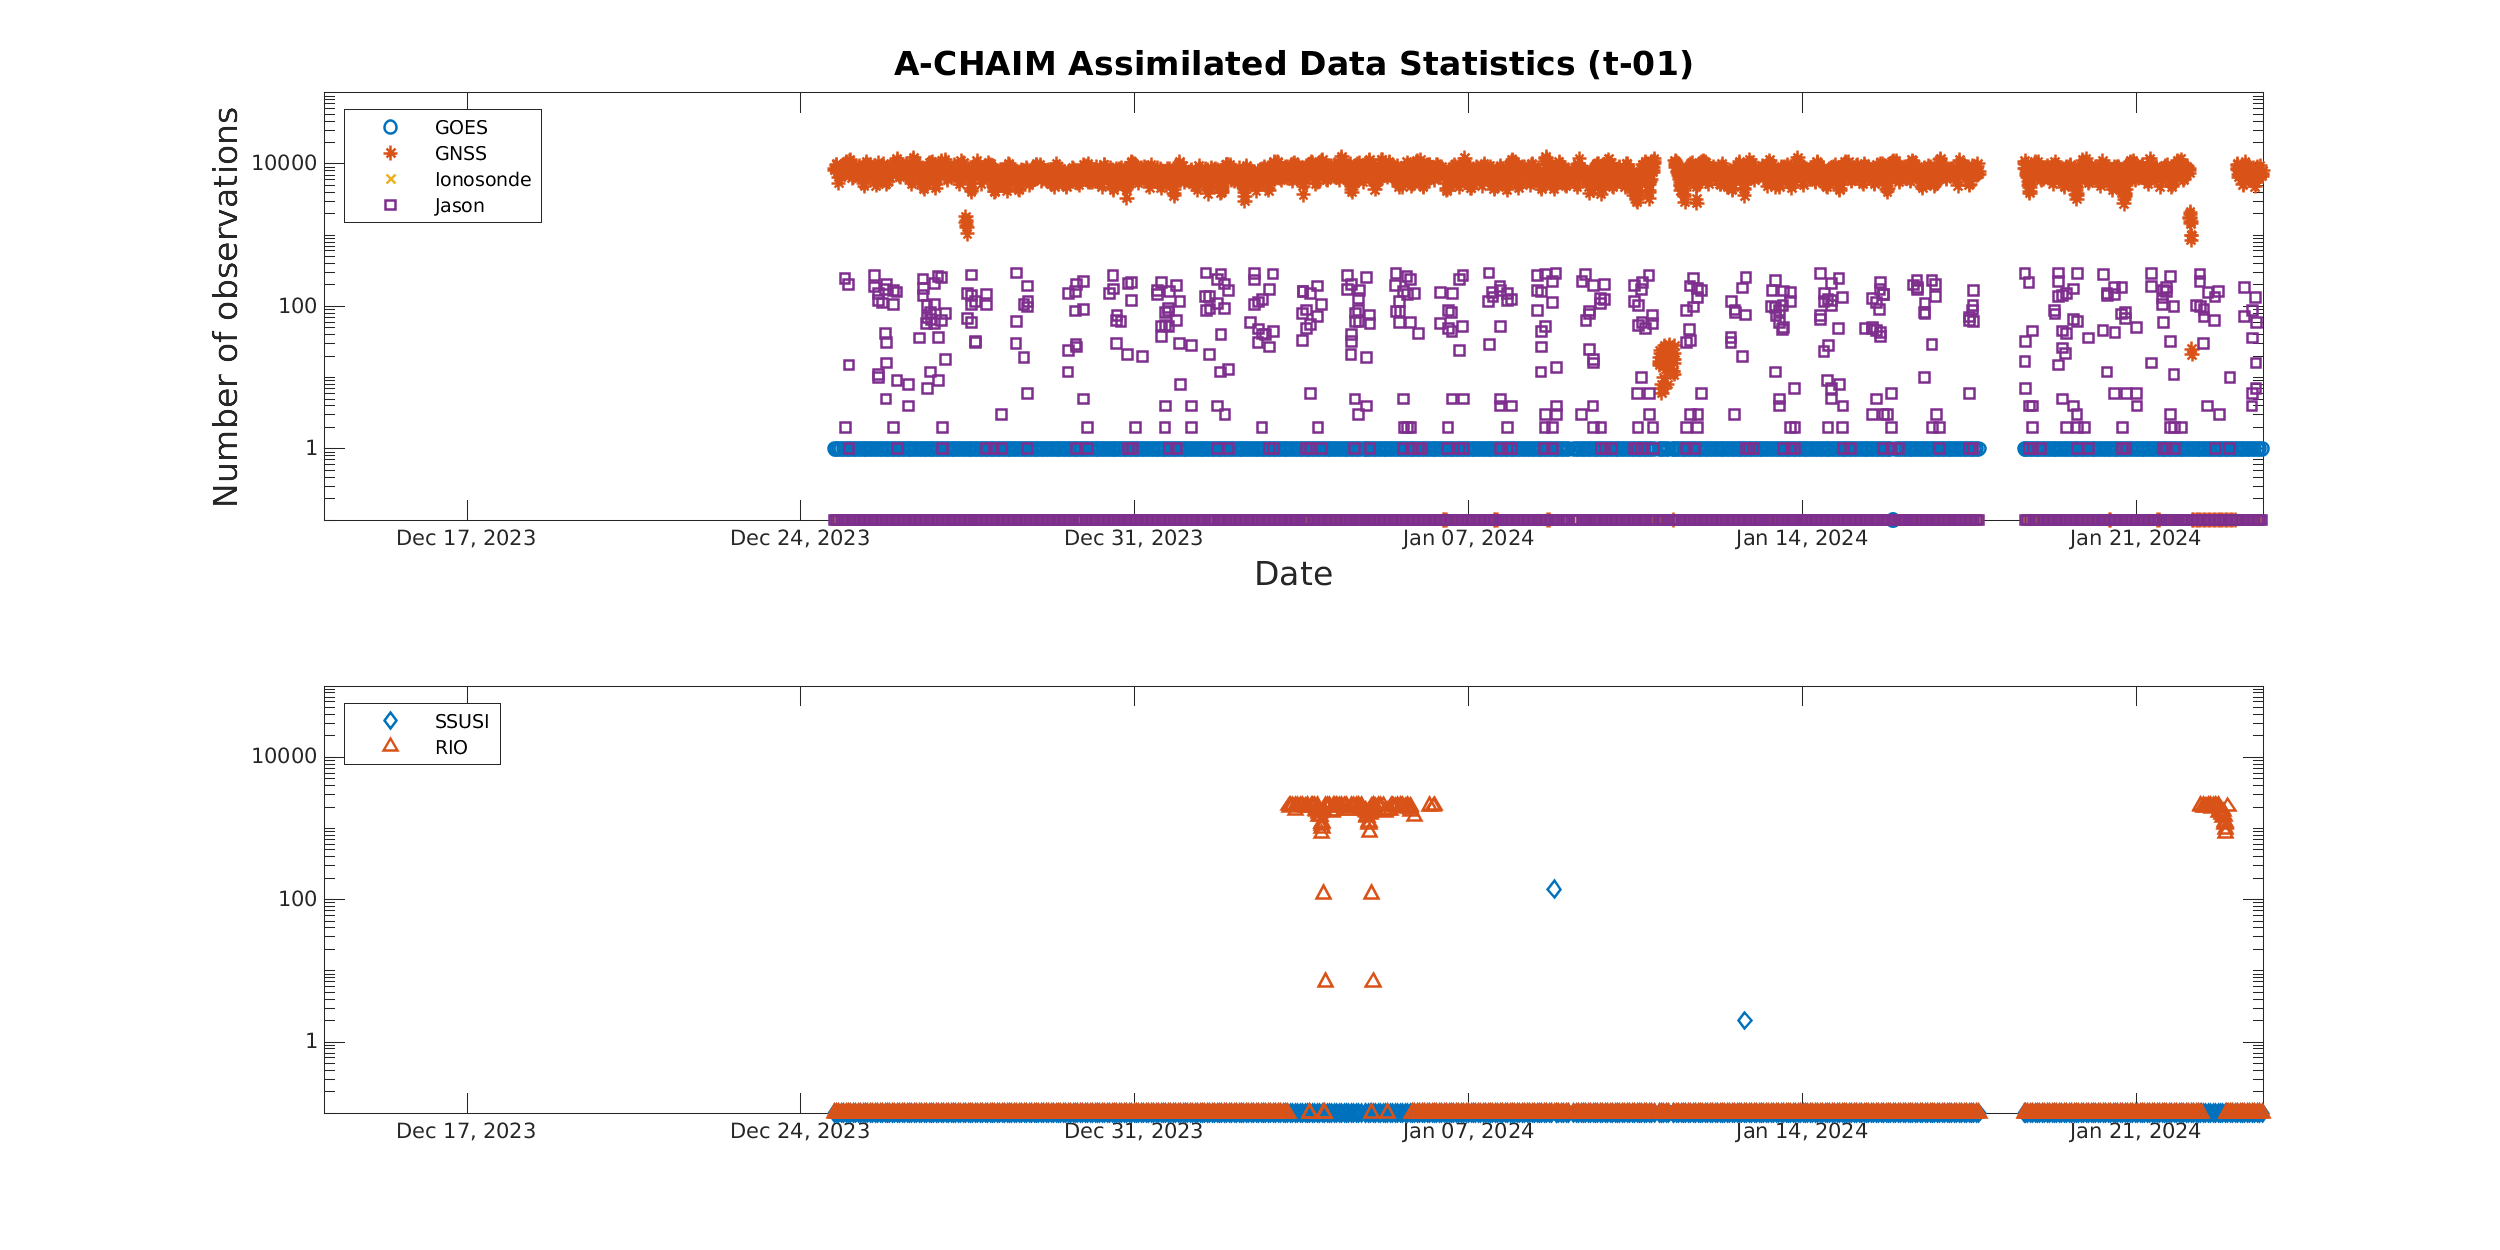 A-CHAIM Assimilated Data Statistics (t-01)
Number of observations
10000
100
1
GOES
GNSS
Ionosonde
Jason
Dec 17, 2023
Dec 24, 2023
Dec 31, 2023
Jan 07, 2024
Jan 14, 2024
Jan 21, 2024
Date
10000
100
1
SSUSI
RIO
Dec 17, 2023
Dec 24, 2023
Dec 31, 2023
Jan 07, 2024
Jan 14, 2024
Jan 21, 2024